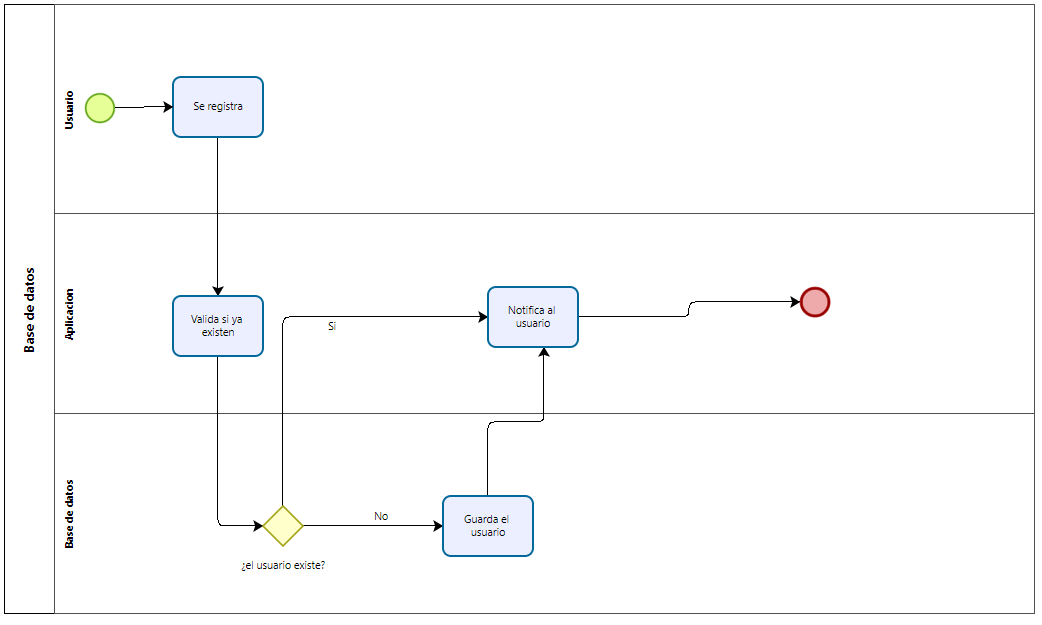 Base de datos
Usuario
Se registra
Aplicacion
Valida si ya
existen
Si
Notifica al
usuario
Base de datos
No
Guarda el
usuario
¿el usuario existe?